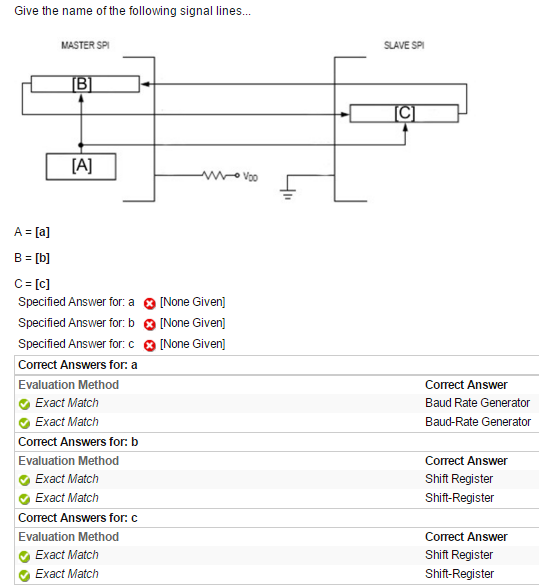 Give the name of the following signal lines...
MASTER SPI
SLAVE SPI
[B]
[C]
[A]
VDD
A = [a]
B = [b]
C = [c]
Specified Answer for: a [None Given]
Specified Answer for: b [None Given]
Specified Answer for: c [None Given]
Correct Answers for: a
Evaluation Method Correct Answer
Exact Match Baud Rate Generator
Exact Match Baud-Rate Generator
Correct Answers for: b
Evaluation Method Correct Answer
Exact Match Shift Register
Exact Match Shift-Register
Correct Answers for: c
Evaluation Method Correct Answer
Exact Match Shift Register
Exact Match Shift-Register